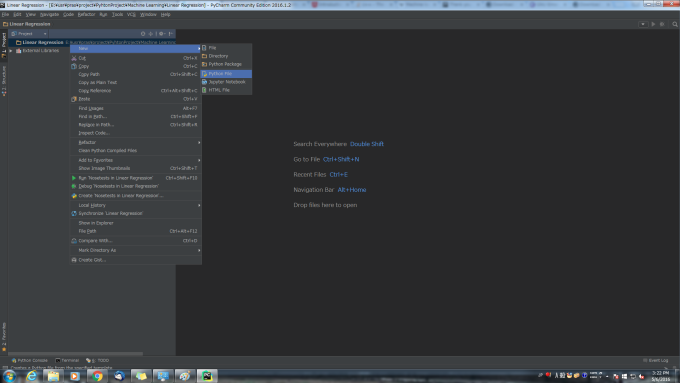 Linear Regression - PyCharm Community Edition 2016.1.2
File Edit View Navigate Code Refactor Run Tools VCS Window Help
Linear Regression
Project
1: Project
Linear Regression
External Libraries
New
Cut Ctrl+X
Copy Ctrl+C
Copy Path Ctrl+Shift+C
Copy as Plain Text
Copy Reference Ctrl+Alt+Shift+C
Paste Ctrl+V
Find Usages Alt+F7
Find in Path... Ctrl+Shift+F
Replace in Path... Ctrl+Shift+R
Inspect Code...
Refactor
Clean Python Compiled Files
Add to Favorites
Show Image Thumbnails Ctrl+Shift+T
Run 'Nosetests in Linear Regression' Ctrl+Shift+F10
Debug 'Nosetests in Linear Regression'
Create 'Nosetests in Linear Regression'...
Local History
Synchronize 'Linear Regression'
Show in Explorer
File Path Ctrl+Alt+F12
Compare With... Ctrl+D
Mark Directory As
Create Gist...
File
Directory
Python Package
Python File
Jupyter Notebook
HTML File
Search Everywhere Double Shift
Go to File Ctrl+Shift+N
Recent Files Ctrl+E
Navigation Bar Alt+Home
Drop files here to open
Structure
2: Favorites
Python Console Terminal 6: TODO
Event Log
Creates a Python file from the specified template
3:22 PM
5/6/2016